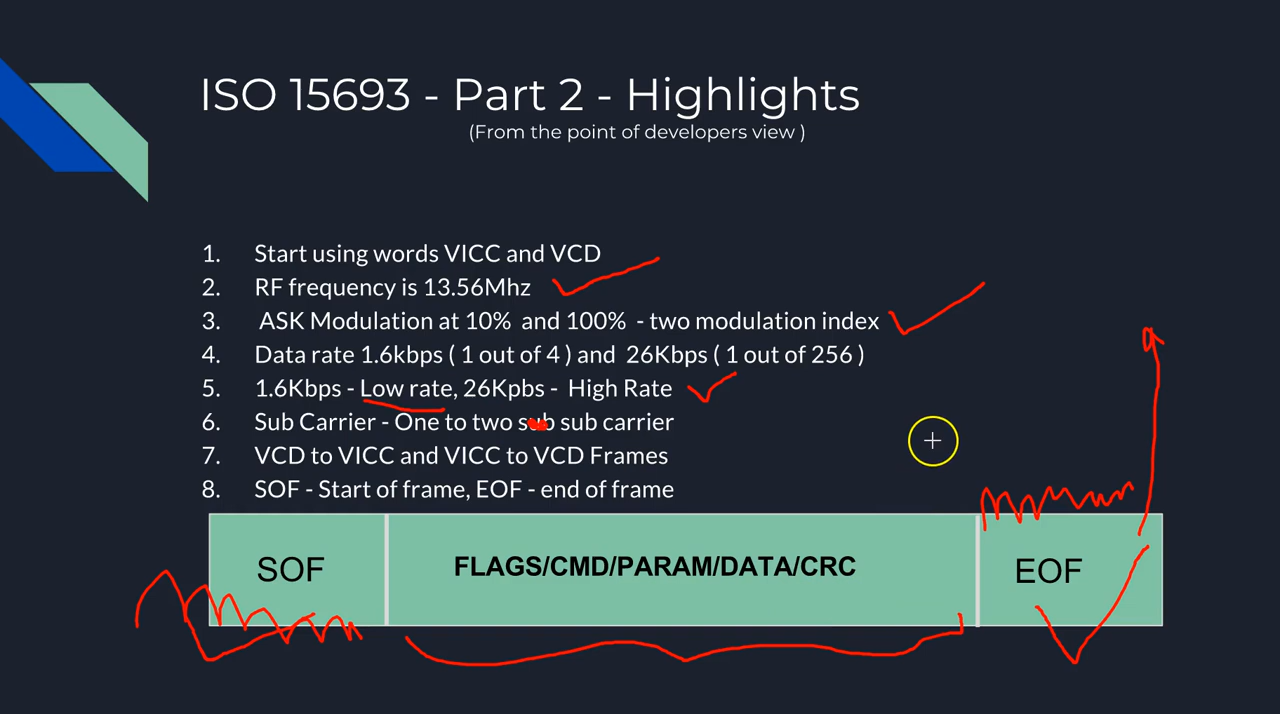 ISO 15693 - Part 2 - Highlights
(From the point of developers view )
1. Start using words VICC and VCD
2. RF frequency is 13.56Mhz
3. ASK Modulation at 10% and 100% - two modulation index
4. Data rate 1.6kbps ( 1 out of 4 ) and 26Kbps ( 1 out of 256 )
5. 1.6Kbps - Low rate, 26Kpbs - High Rate
6. Sub Carrier - One to two sub sub carrier
7. VCD to VICC and VICC to VCD Frames
8. SOF - Start of frame, EOF - end of frame
SOF FLAGS/CMD/PARAM/DATA/CRC EOF